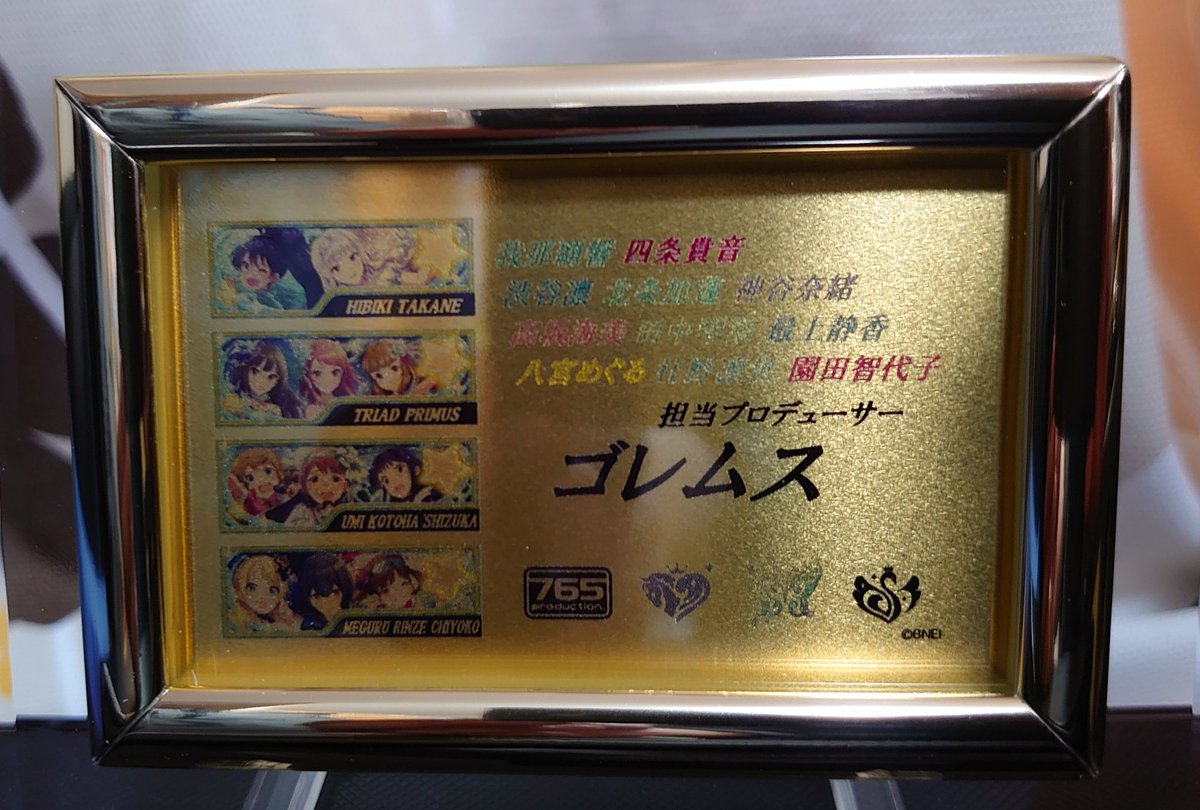 HIBIKI TAKANE
TRIAD PRIMUS
UMI KOTOHA SHIZUKA
MEGURU RINZE CHIYOKO
我那覇響 四条貴音
渋谷凛 北条加蓮 神谷奈緒
高坂海美 田中琴葉 最上静香
八宮めぐる 杜野凛世 園田智代子
担当プロデューサー
ゴレムス
765
production.
©BNEI